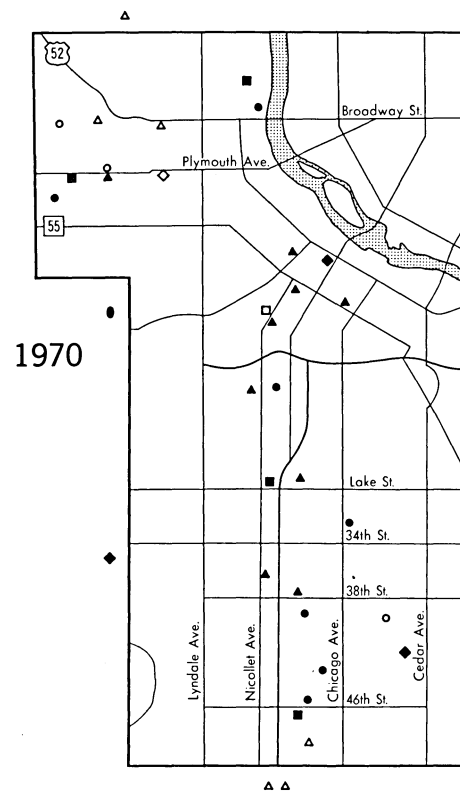 52
Broadway St.
Plymouth Ave.
55
1970
Lake St.
34th St.
38th St.
Lyndale Ave.
Nicollet Ave.
Chicago Ave.
Cedar Ave.
46th St.